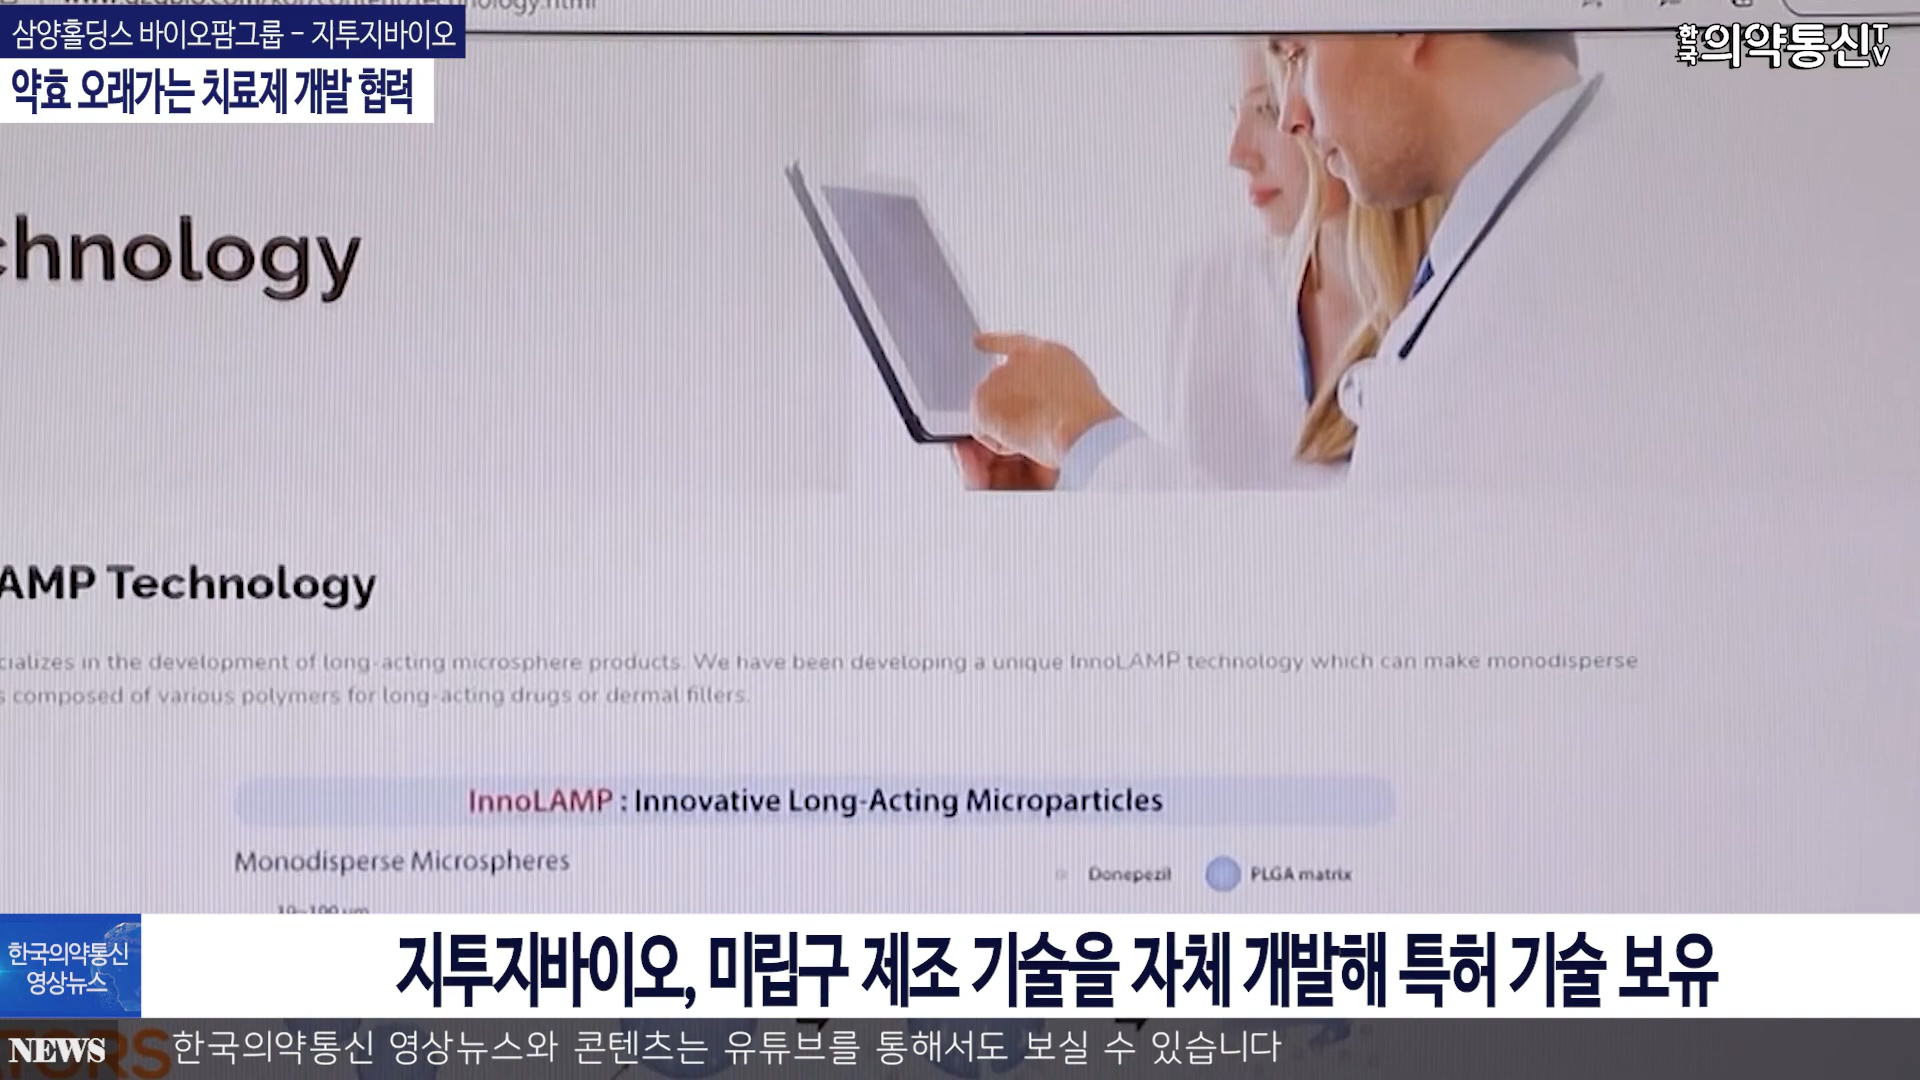 삼양홀딩스 바이오팜그룹 - 지투지바이오
약효 오래가는 치료제 개발 협력
한국의약통신TV
chnology
AMP Technology
cializes in the development of long-acting microsphere products. We have been developing a unique InnoLAMP technology which can make monodisperse
s composed of various polymers for long-acting drugs or dermal fillers.
InnoLAMP : Innovative Long-Acting Microparticles
Monodisperse Microspheres
Donepezil
PLGA matrix
10~100 um
한국의약통신
영상뉴스
지투지바이오, 미립구 제조 기술을 자체 개발해 특허 기술 보유
NEWS
한국의약통신 영상뉴스와 콘텐츠는 유튜브를 통해서도 보실 수 있습니다